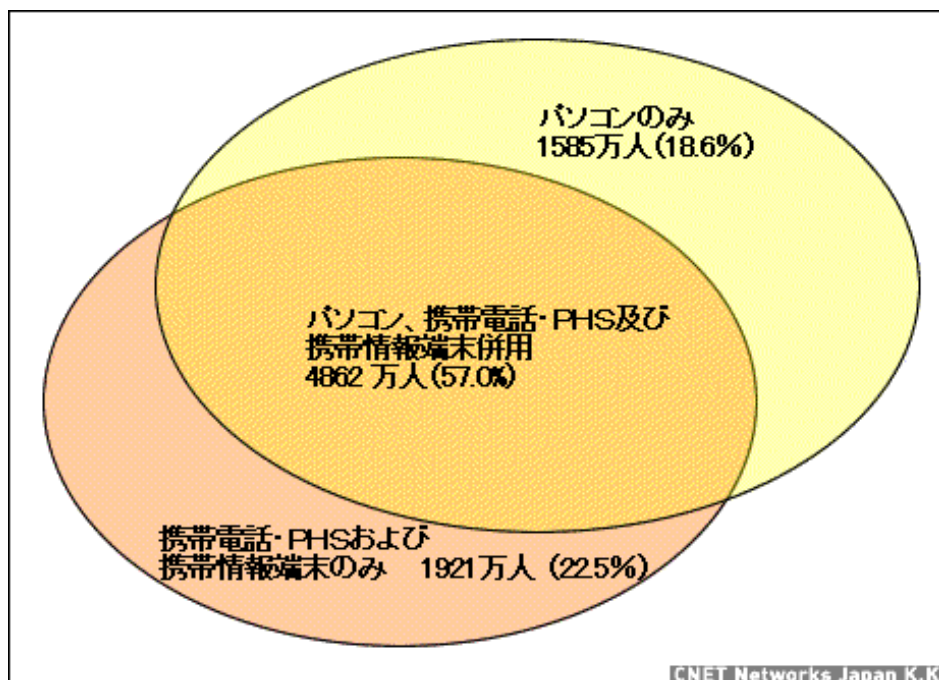 パソコンのみ
1585万人(18.6%)
パソコン、携帯電話・PHS及び
携帯情報端末併用
4862 万人(57.0%)
携帯電話・PHSおよび
携帯情報端末のみ 1921万人 (22.5%)
CNET Networks Japan K.K